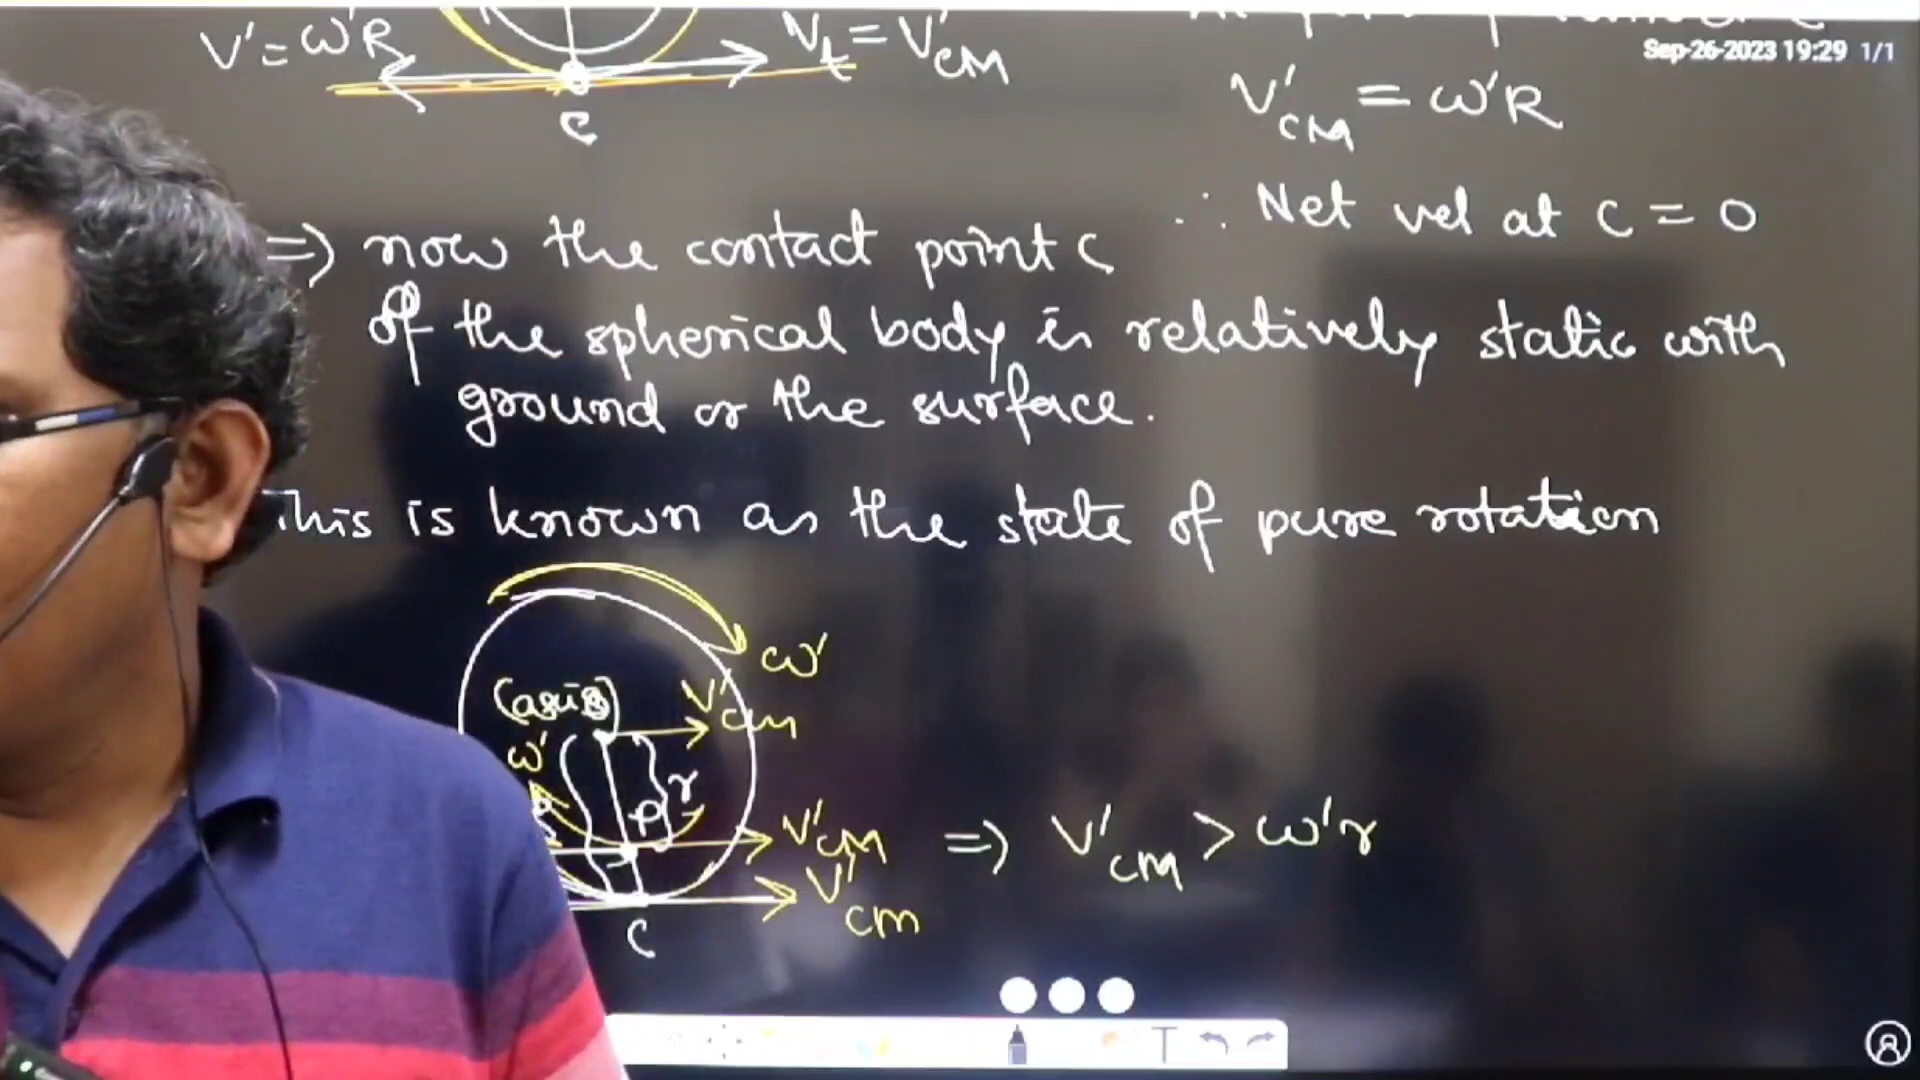 Sep-26-2023 19:29 1/1
V' = ω'R
V_t = V'_CM
C
V'_CM = ω'R
∴ Net vel at C = 0
=> now the contact point C
of the spherical body is relatively static with
ground or the surface.
This is known as the state of pure rotation
ω'
(axis)
V'_CM
ω'
r
P
V'_CM => V'_CM > ω'r
V'_CM
C
T